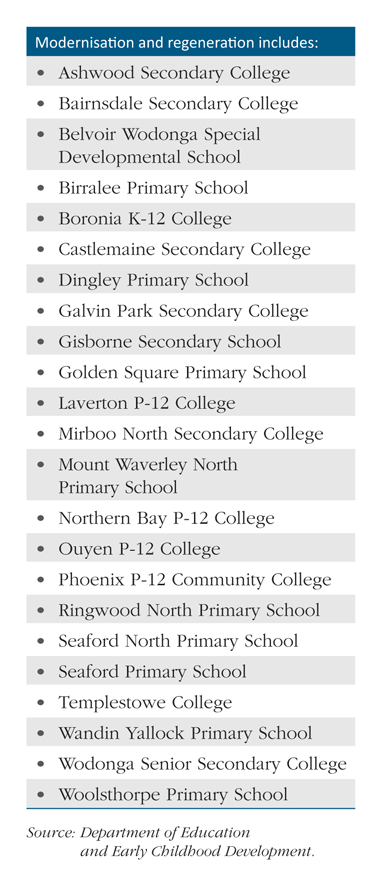 Modernisation and regeneration includes:
• Ashwood Secondary College
• Bairnsdale Secondary College
• Belvoir Wodonga Special
Developmental School
• Birralee Primary School
• Boronia K-12 College
• Castlemaine Secondary College
• Dingley Primary School
• Galvin Park Secondary College
• Gisborne Secondary School
• Golden Square Primary School
• Laverton P-12 College
• Mirboo North Secondary College
• Mount Waverley North
Primary School
• Northern Bay P-12 College
• Ouyen P-12 College
• Phoenix P-12 Community College
• Ringwood North Primary School
• Seaford North Primary School
• Seaford Primary School
• Templestowe College
• Wandin Yallock Primary School
• Wodonga Senior Secondary College
• Woolsthorpe Primary School
Source: Department of Education
and Early Childhood Development.